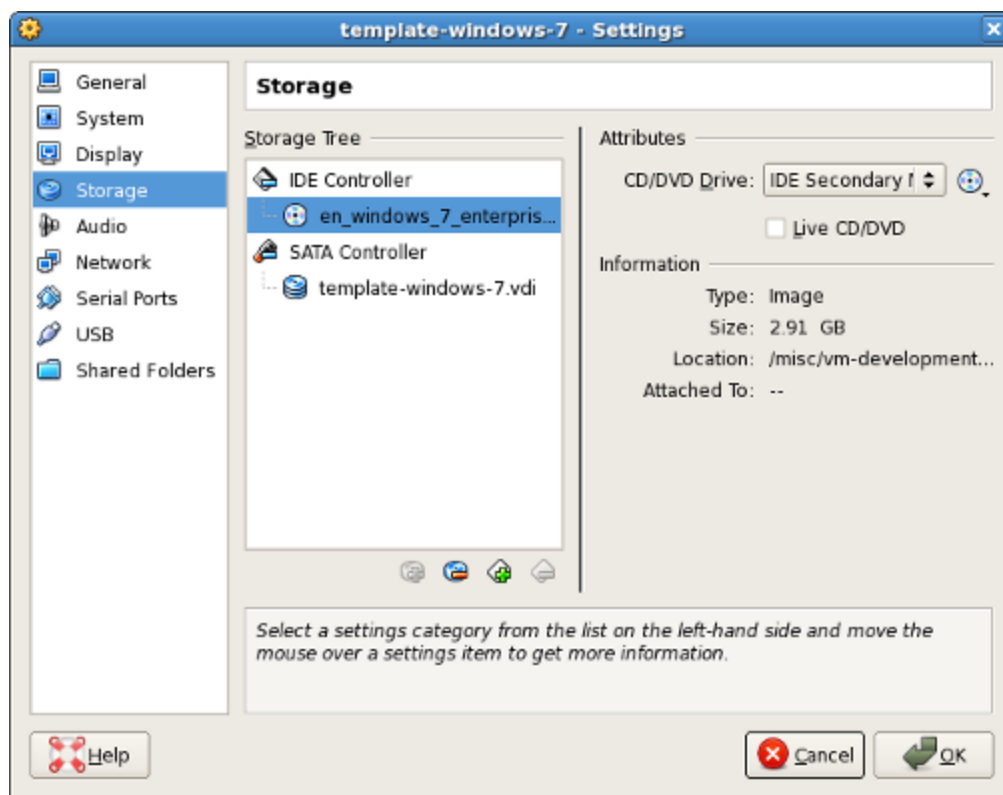 template-windows-7 - Settings
General
System
Display
Storage
Audio
Network
Serial Ports
USB
Shared Folders
Storage
Storage Tree
IDE Controller
en_windows_7_enterpris...
SATA Controller
template-windows-7.vdi
Attributes
CD/DVD Drive: IDE Secondary
Live CD/DVD
Information
Type: Image
Size: 2.91 GB
Location: /misc/vm-development...
Attached To: --
Select a settings category from the list on the left-hand side and move the
mouse over a settings item to get more information.
Help
Cancel
OK